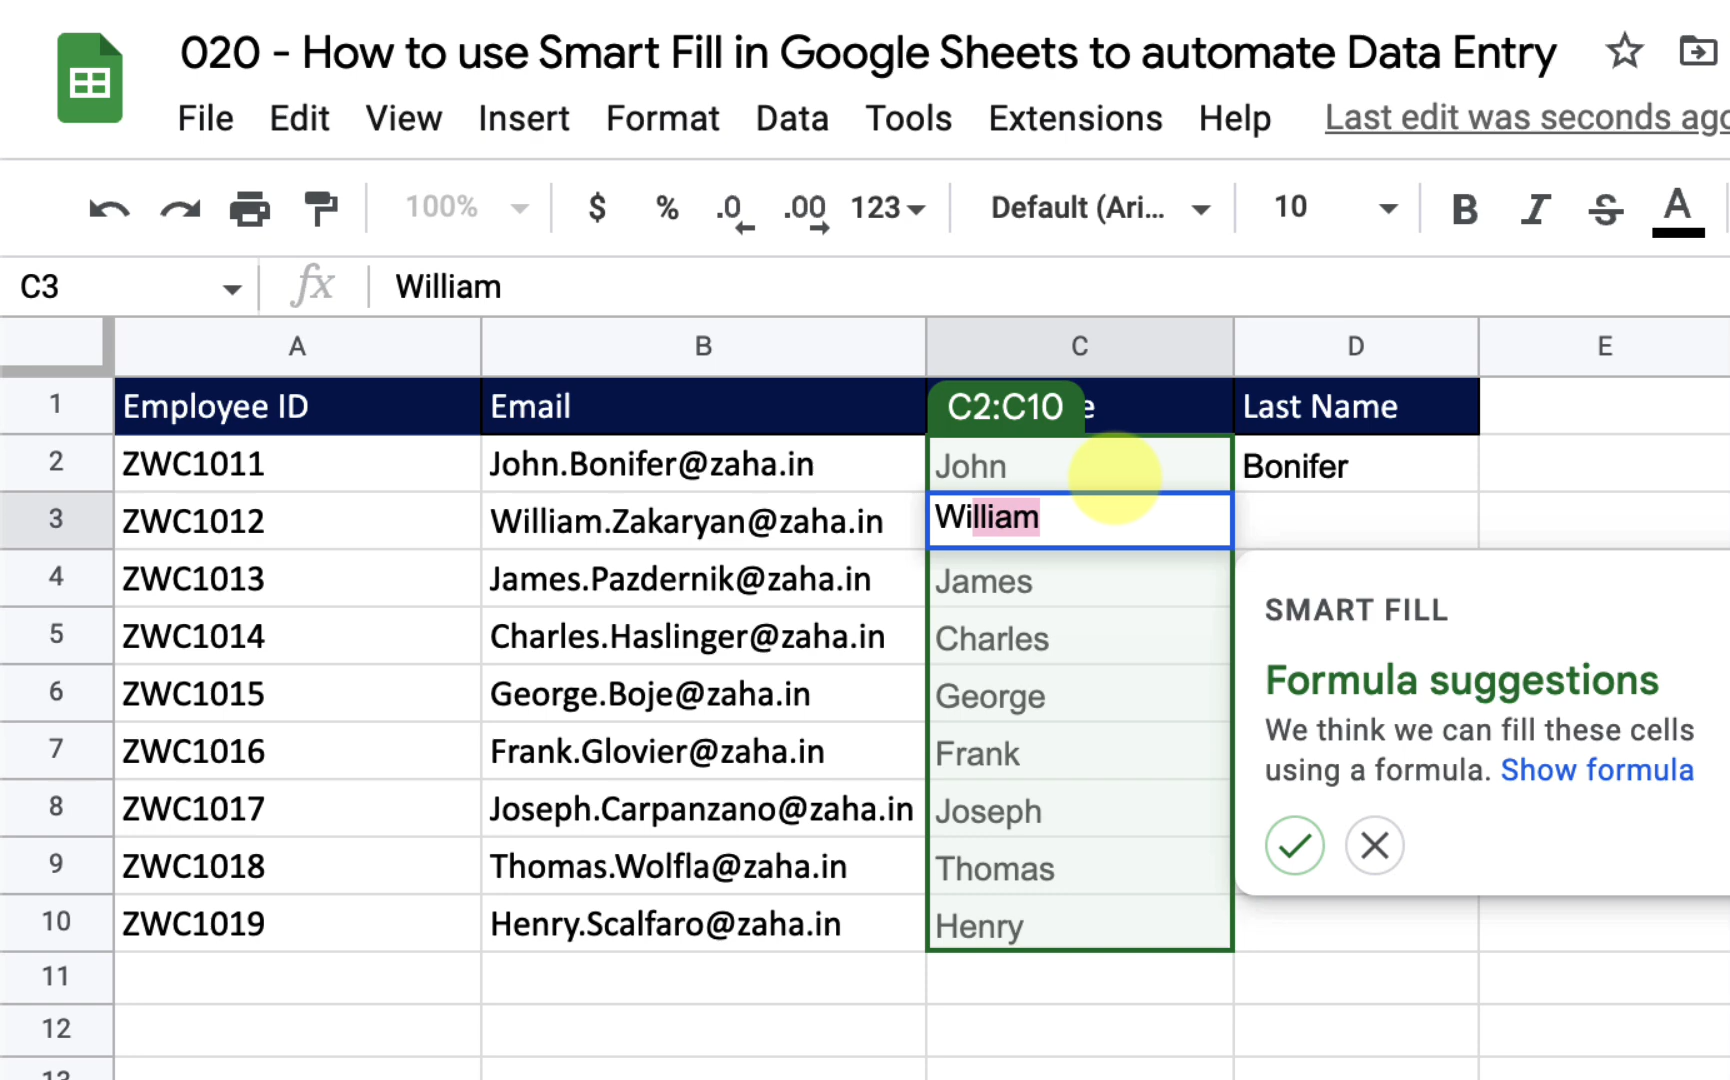 020 - How to use Smart Fill in Google Sheets to automate Data Entry
File Edit View Insert Format Data Tools Extensions Help Last edit was seconds ago
100% $ % .0 .00 123 Default (Ari... 10 B I S A
C3 fx William
A B C D E
1 Employee ID Email C2:C10 e Last Name
2 ZWC1011 John.Bonifer@zaha.in John Bonifer
3 ZWC1012 William.Zakaryan@zaha.in William
4 ZWC1013 James.Pazdernik@zaha.in James
5 ZWC1014 Charles.Haslinger@zaha.in Charles
6 ZWC1015 George.Boje@zaha.in George
7 ZWC1016 Frank.Glovier@zaha.in Frank
8 ZWC1017 Joseph.Carpanzano@zaha.in Joseph
9 ZWC1018 Thomas.Wolfla@zaha.in Thomas
10 ZWC1019 Henry.Scalfaro@zaha.in Henry
11
12
13
SMART FILL
Formula suggestions
We think we can fill these cells
using a formula. Show formula